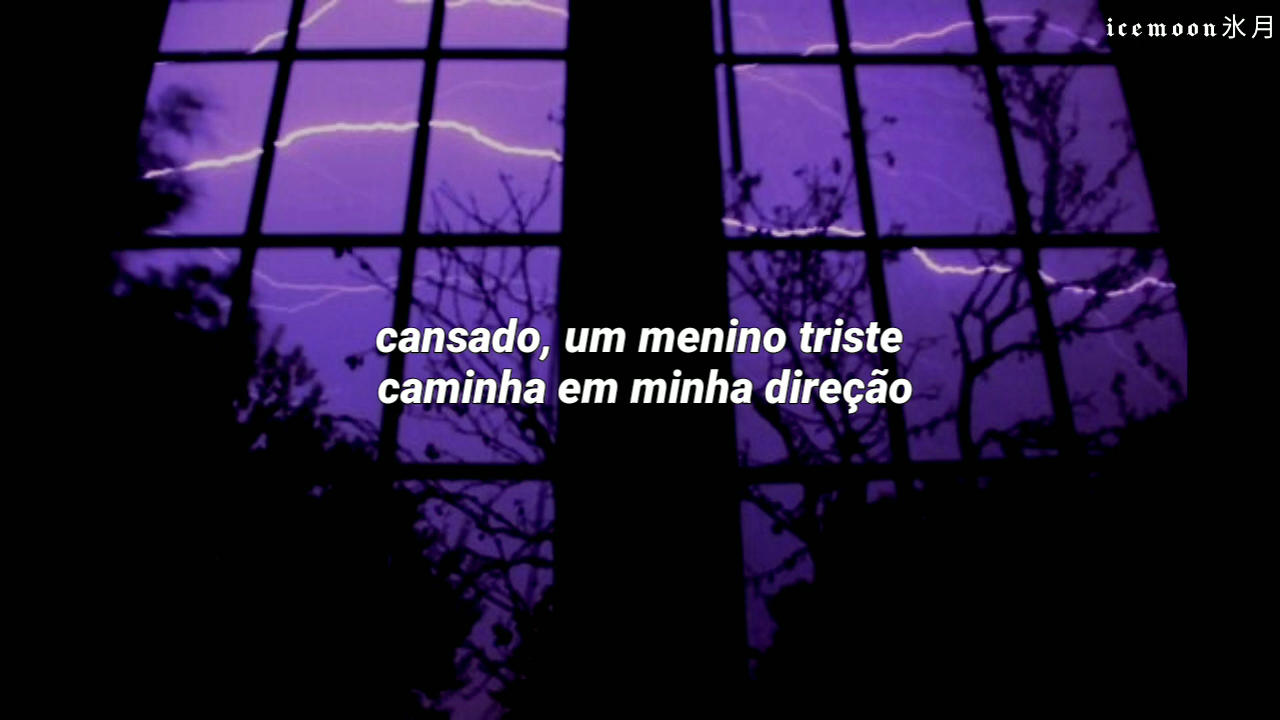 icemoon氷月
cansado, um menino triste
caminha em minha direção